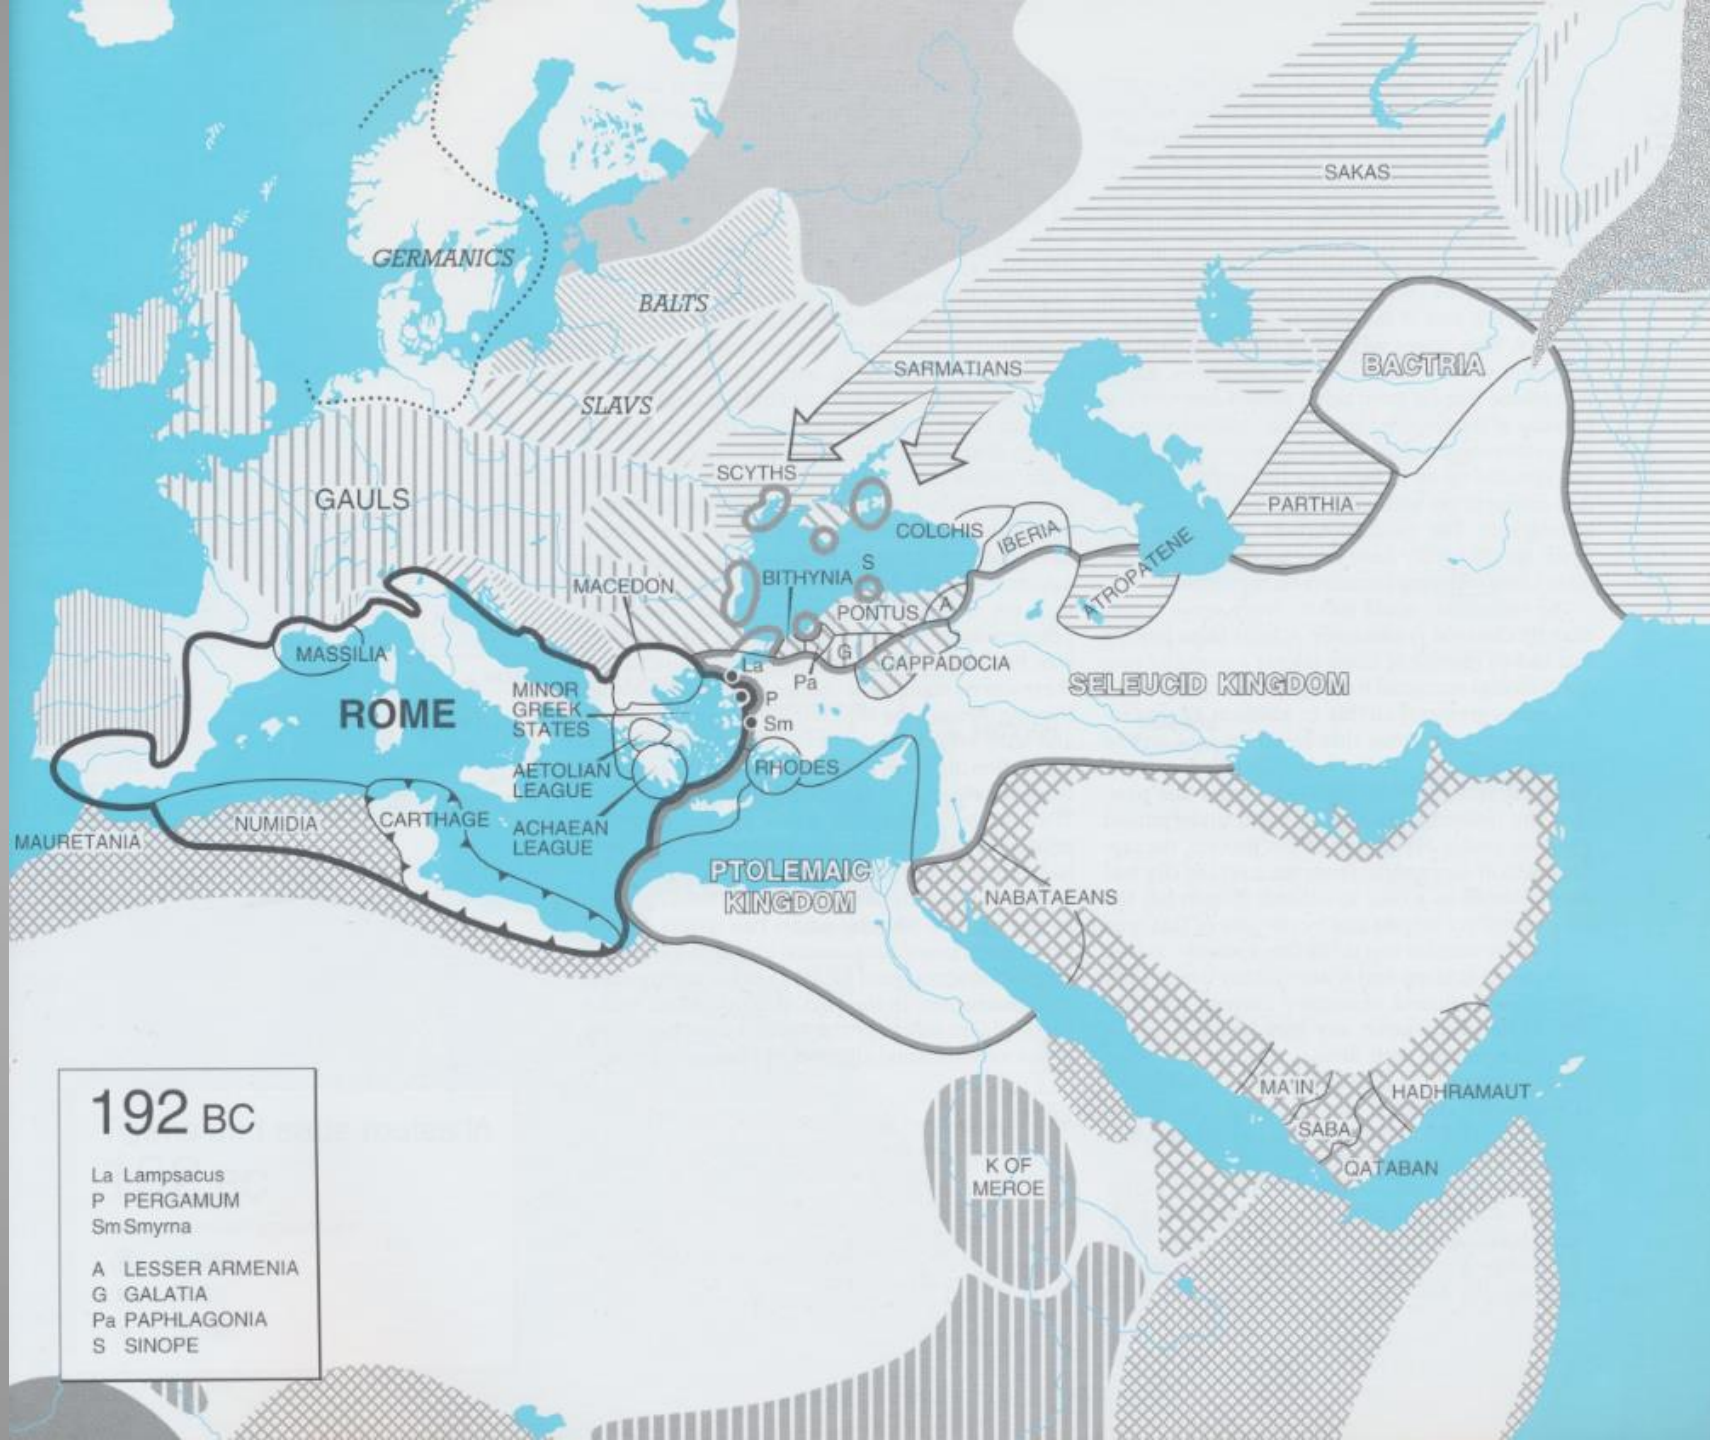 SAKAS
GERMANICS
BALTS
BACTRIA
SARMATIANS
SLAVS
SCYTHS
GAULS
PARTHIA
COLCHIS
IBERIA
ATROPATENE
S
BITHYNIA
MACEDON
PONTUS
A
MASSILIA
G
CAPPADOCIA
La
Pa
P
SELEUCID KINGDOM
MINOR
GREEK
STATES
ROME
Sm
RHODES
AETOLIAN
LEAGUE
NUMIDIA
CARTHAGE
MAURETANIA
ACHAEAN
LEAGUE
PTOLEMAIC
KINGDOM
NABATAEANS
MA'IN
HADHRAMAUT
SABA
QATABAN
K OF
MEROE
192 BC
La Lampsacus
P PERGAMUM
Sm Smyrna
A LESSER ARMENIA
G GALATIA
Pa PAPHLAGONIA
S SINOPE